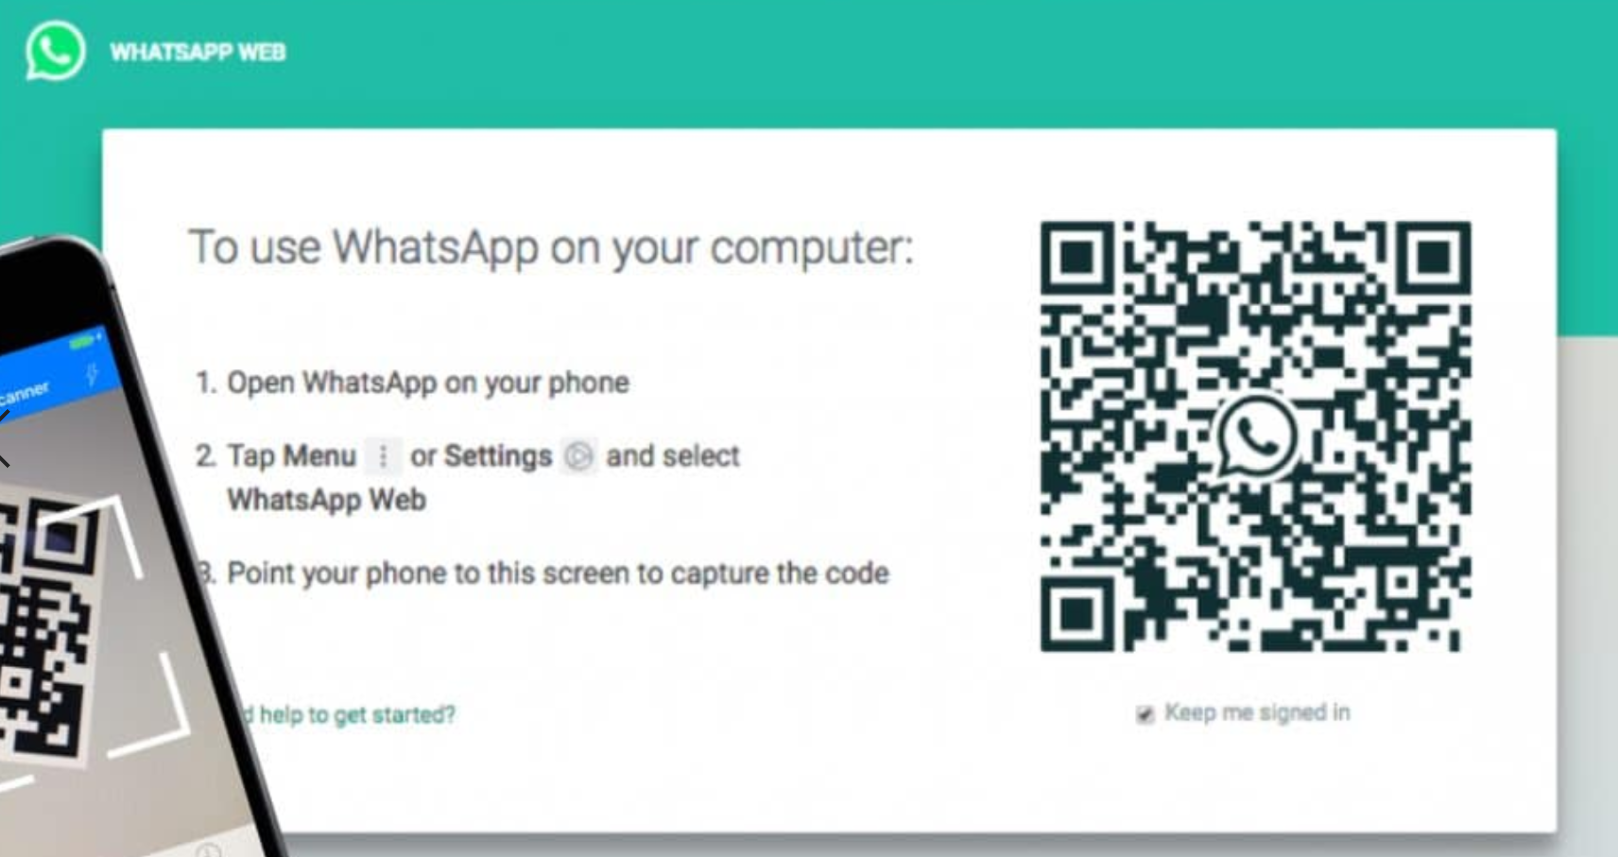 WHATSAPP WEB
To use WhatsApp on your computer:
1. Open WhatsApp on your phone
2. Tap Menu or Settings and select
WhatsApp Web
3. Point your phone to this screen to capture the code
canner
d help to get started?
Keep me signed in